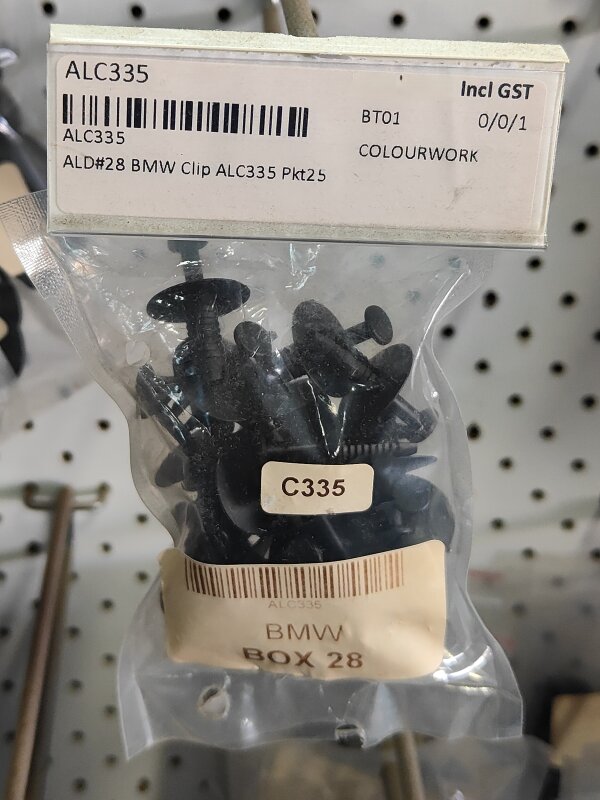 ALC335
Incl GST
BT01 0/0/1
ALC335
COLOURWORK
ALD#28 BMW Clip ALC335 Pkt25
C335
ALC335
BMW
BOX 28